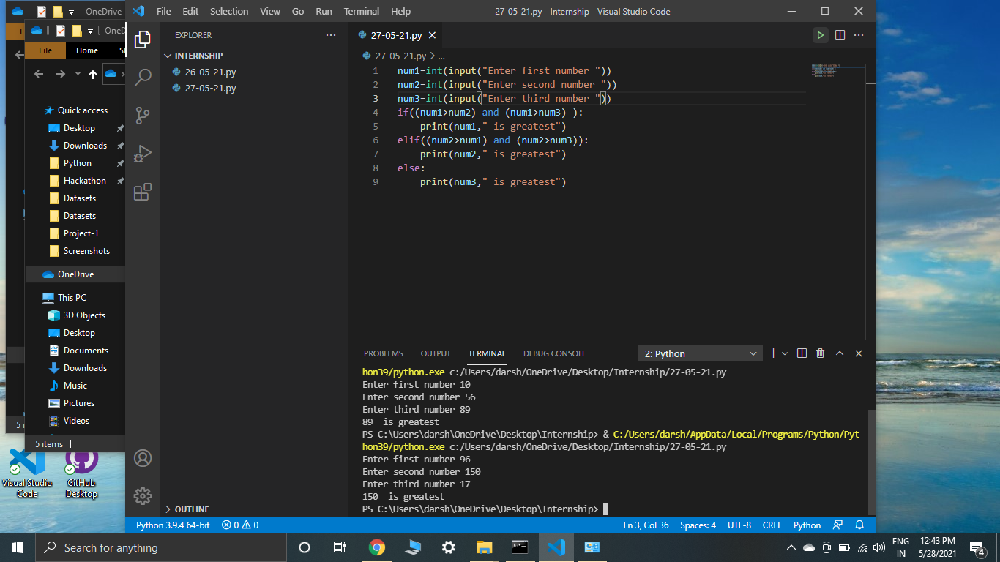 OneDrive
File Edit Selection View Go Run Terminal Help
27-05-21.py - Internship - Visual Studio Code
F
OneD
File Home Sh
Quick access
Desktop
Downloads
Python
Hackathon
Datasets
Datasets
Project-1
Screenshots
OneDrive
This PC
3D Objects
Desktop
Documents
Downloads
Music
Pictures
Videos
5 i
5 items
Visual Studio
Code
GitHub
Desktop
EXPLORER
INTERNSHIP
26-05-21.py
27-05-21.py
OUTLINE
27-05-21.py
27-05-21.py > ...
1 num1=int(input("Enter first number "))
2 num2=int(input("Enter second number "))
3 num3=int(input("Enter third number "))
4 if((num1>num2) and (num1>num3) ):
5     print(num1," is greatest")
6 elif((num2>num1) and (num2>num3)):
7     print(num2," is greatest")
8 else:
9     print(num3," is greatest")
PROBLEMS OUTPUT TERMINAL DEBUG CONSOLE
2: Python
hon39/python.exe c:/Users/darsh/OneDrive/Desktop/Internship/27-05-21.py
Enter first number 10
Enter second number 56
Enter third number 89
89  is greatest
PS C:\Users\darsh\OneDrive\Desktop\Internship> & C:/Users/darsh/AppData/Local/Programs/Python/Pyt
hon39/python.exe c:/Users/darsh/OneDrive/Desktop/Internship/27-05-21.py
Enter first number 96
Enter second number 150
Enter third number 17
150  is greatest
PS C:\Users\darsh\OneDrive\Desktop\Internship>
Python 3.9.4 64-bit 0 0
Ln 3, Col 36 Spaces: 4 UTF-8 CRLF Python
Search for anything
ENG
IN
12:43 PM
5/28/2021
4